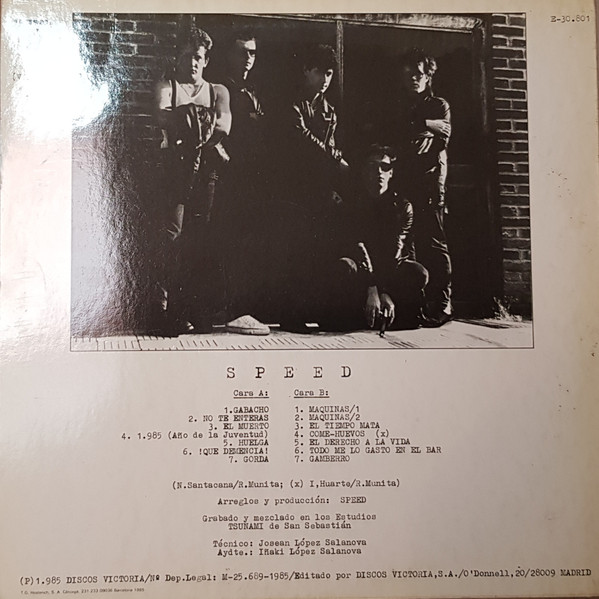 E-30.801
S P E E D
Cara A:
1.GABACHO
2. NO TE ENTERAS
3. EL MUERTO
4. 1.985 (Año de la Juventud)
5. HUELGA
6. !QUE DEMENCIA!
7. GORDA
Cara B:
1. MAQUINAS/1
2. MAQUINAS/2
3. EL TIEMPO MATA
4. COME-HUEVOS (x)
5. EL DERECHO A LA VIDA
6. TODO ME LO GASTO EN EL BAR
7. GAMBERRO
(N.Santacana/R.Munita; (x) I,Huarte/R.Munita)
Arreglos y producción: SPEED
Grabado y mezclado en los Estudios
TSUNAMI de San Sebastián
Técnico: Josean López Salanova
Aydte.: Iñaki López Salanova
(P)1.985 DISCOS VICTORIA/Nº Dep.Legal: M-25.689-1985/Editado por DISCOS VICTORIA,S.A./O'Donnell,20/28009 MADRID